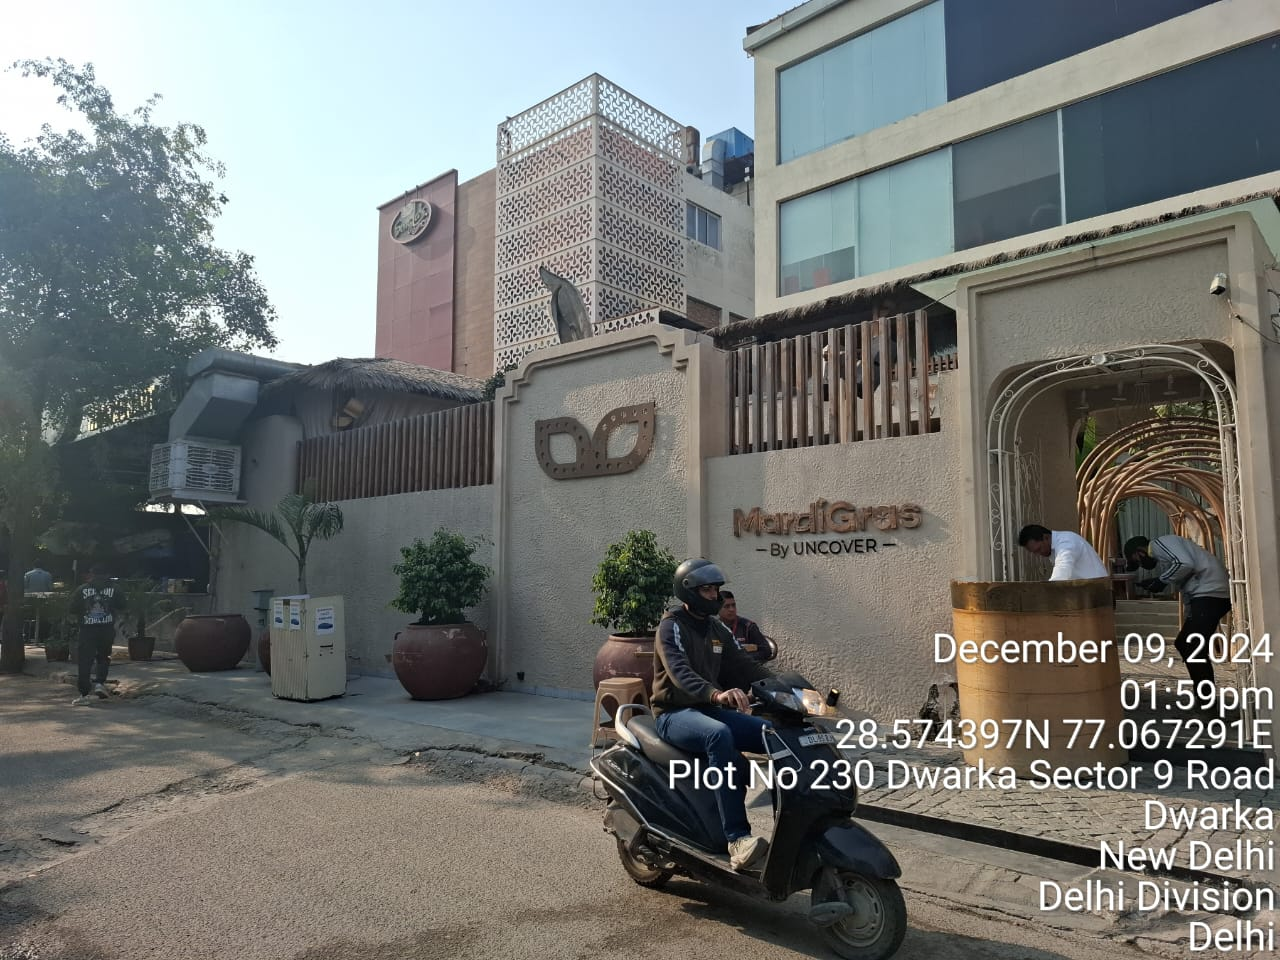 MardiGras
By UNCOVER
December 09, 2024
01:59pm
28.574397N 77.067291E
Plot No 230 Dwarka Sector 9 Road
Dwarka
New Delhi
Delhi Division
Delhi